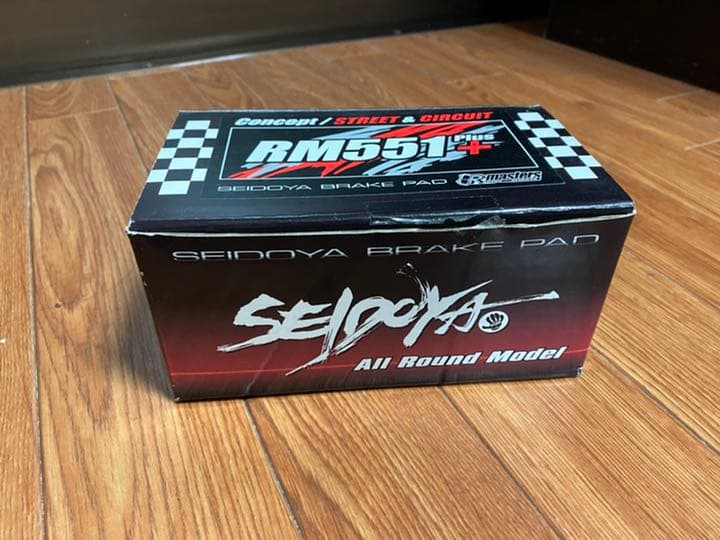 Concept / STREET & CIRCUIT
RM551 Plus +
SEIDOYA BRAKE PAD masters
SEIDOYA BRAKE PAD
SEIDOYA
All Round Model